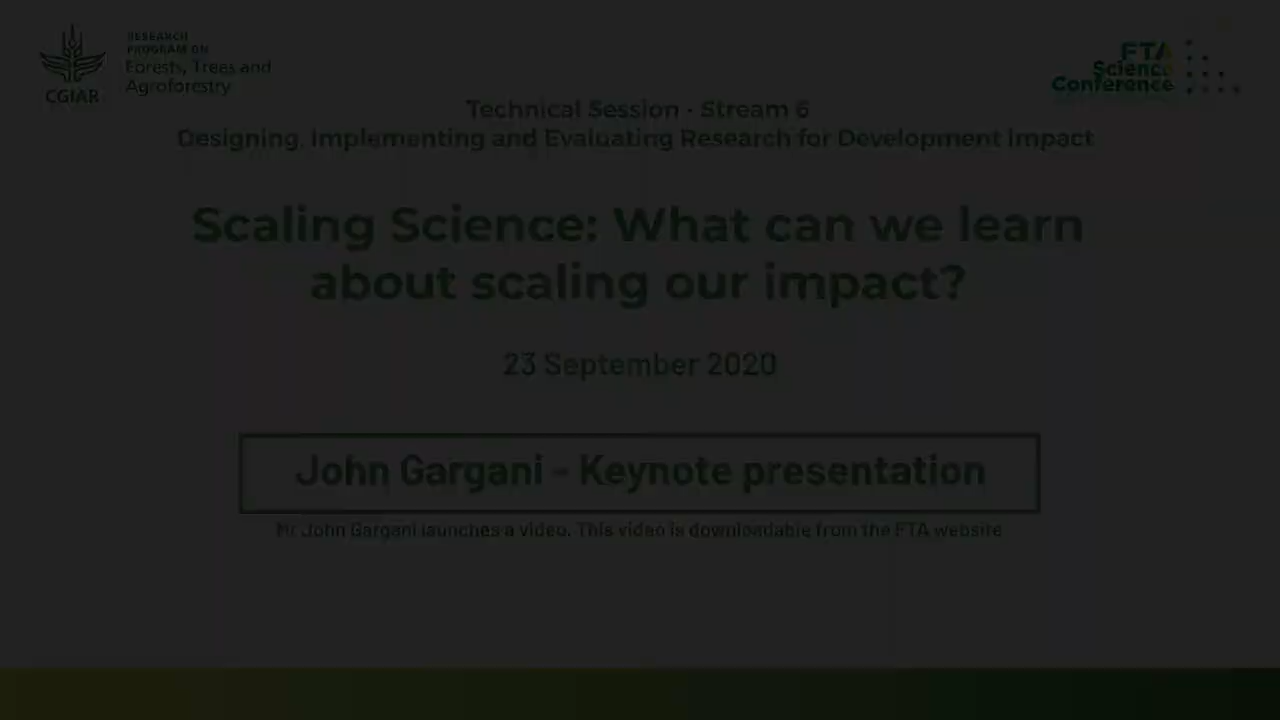 RESEARCH
PROGRAM ON
Forests, Trees and
Agroforestry
CGIAR
FTA
Science
Conference
Technical Session - Stream 6
Designing, Implementing and Evaluating Research for Development Impact
Scaling Science: What can we learn
about scaling our impact?
23 September 2020
John Gargani - Keynote presentation
Mr John Gargani launches a video. This video is downloadable from the FTA website